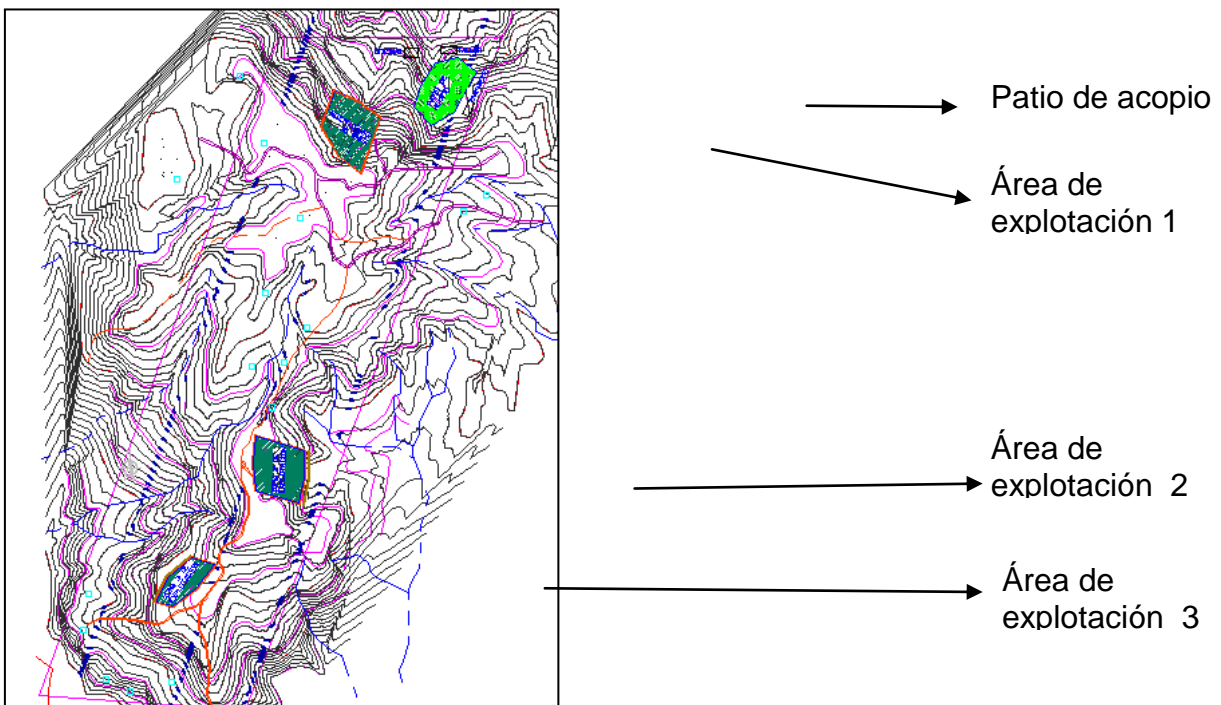 Patio de acopio
Área de
explotación 1
Área de
explotación 2
Área de
explotación 3